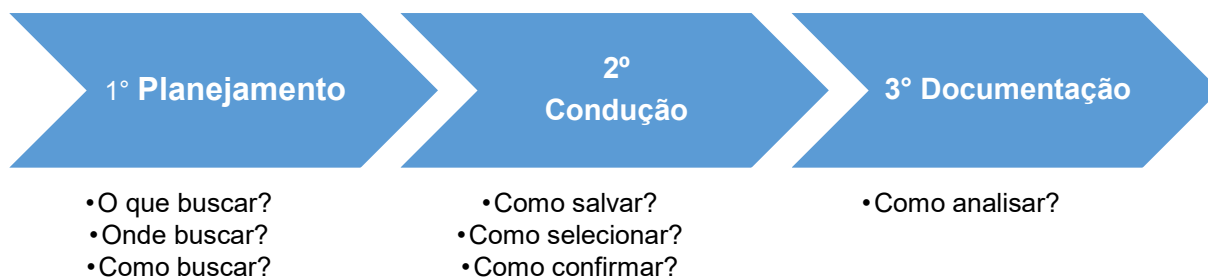 1° Planejamento
•O que buscar?
•Onde buscar?
•Como buscar?
2º
Condução
•Como salvar?
•Como selecionar?
•Como confirmar?
3° Documentação
•Como analisar?